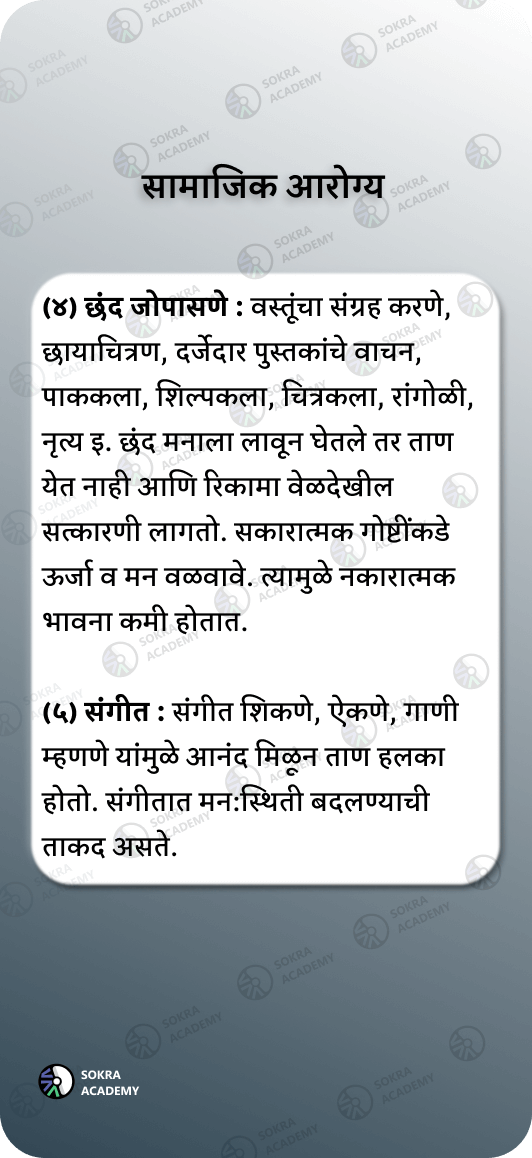 सामाजिक आरोग्य
(४) छंद जोपासणे : वस्तूंचा संग्रह करणे,
छायाचित्रण, दर्जेदार पुस्तकांचे वाचन,
पाककला, शिल्पकला, चित्रकला, रांगोळी,
नृत्य इ. छंद मनाला लावून घेतले तर ताण
येत नाही आणि रिकामा वेळदेखील
सत्कारणी लागतो. सकारात्मक गोष्टींकडे
ऊर्जा व मन वळवावे. त्यामुळे नकारात्मक
भावना कमी होतात.
(५) संगीत : संगीत शिकणे, ऐकणे, गाणी
म्हणणे यांमुळे आनंद मिळून ताण हलका
होतो. संगीतात मन:स्थिती बदलण्याची
ताकद असते.
SOKRA
ACADEMY